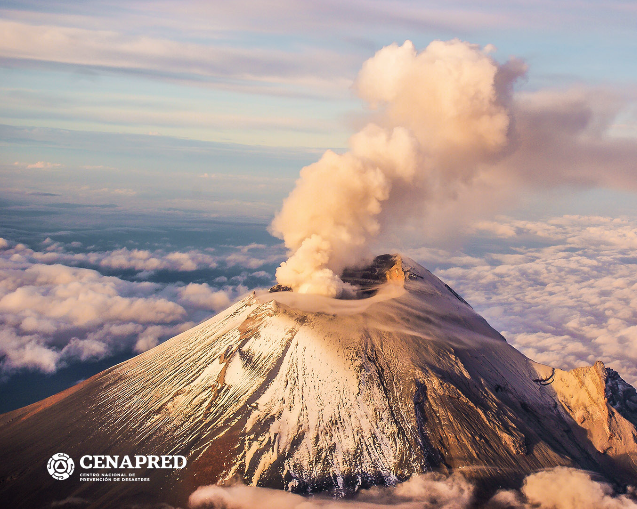 CENAPRED
CENTRO NACIONAL DE
PREVENCIÓN DE DESASTRES